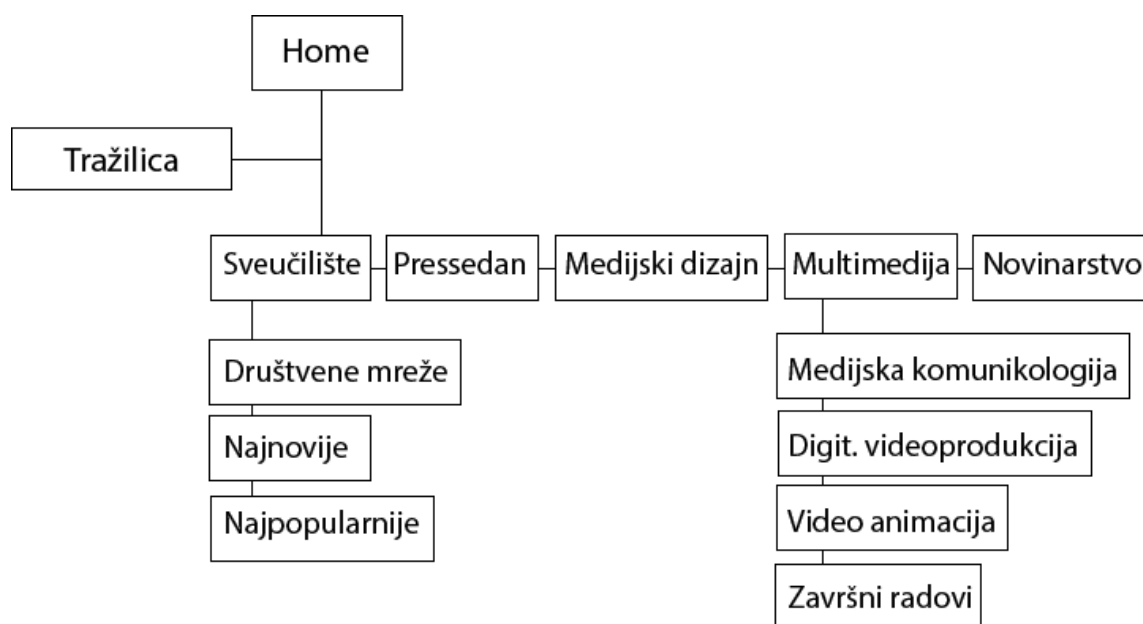 Home
Tražilica
Sveučilište
Pressedan
Medijski dizajn
Multimedija
Novinarstvo
Društvene mreže
Najnovije
Najpopularnije
Medijska komunikologija
Digit. videoprodukcija
Video animacija
Završni radovi